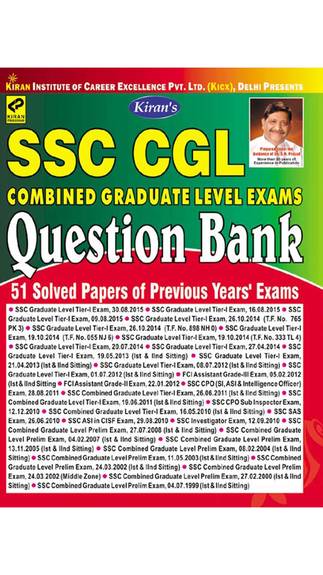 KIRAN INSTITUTE OF CAREER EXCELLENCE PVT. LTD. (KICX), DELHI PRESENTS
Kiran's
KIRAN
SSC CGL
Prepared under the
Guidance of
More than 30 years of
Experience in Publication
COMBINED GRADUATE LEVEL EXAMS
Question Bank
51 Solved Papers of Previous Years' Exams
● SSC Graduate Level Tier-I Exam, 30.08.2015 ● SSC Graduate Level Tier-I Exam, 16.08.2015 ● SSC
Graduate Level Tier-I Exam, 09.08.2015 ● SSC Graduate Level Tier-I Exam, 26.10.2014 (T.F. No. 765
PK 3) ● SSC Graduate Level Tier-I Exam, 26.10.2014 (T.F. No. 898 NH 0) ● SSC Graduate Level Tier-I
Exam, 19.10.2014 (T.F. No. 055 NJ 6) ● SSC Graduate Level Tier-I Exam, 19.10.2014 (T.F. No. 333 TL 4)
● SSC Graduate Level Tier-I Exam, 20.07.2014 ● SSC Graduate Level Tier-I Exam, 27.04.2014 ● SSC
Graduate Level Tier-I Exam, 19.05.2013 (Ist & IInd Sitting) ● SSC Graduate Level Tier-I Exam,
21.04.2013 (Ist & IInd Sitting) ● SSC Graduate Level Tier-I Exam, 08.07.2012 (Ist & IInd Sitting) ● SSC
Graduate Level Tier-I Exam, 01.07.2012 (Ist & IInd Sitting) ● FCI Assistant Grade-III Exam, 05.02.2012
(Ist & IInd Sitting ● FCI Assistant Grade-II Exam, 22.01.2012 ● SSC CPO (SI, ASI & Intelligence Officer)
Exam, 28.08.2011 ● SSC Combined Graduate Level Exam, 26.06.2011 (Ist & IInd Sitting) ● SSC
Combined Graduate Level Exam, 19.06.2011 (Ist & IInd Sitting) ● SSC CPO Sub Inspector Exam,
12.12.2010 ● SSC Combined Graduate Level Exam, 16.05.2010 (Ist & IInd Sitting) ● SSC SAS
Exam, 26.06.2010 ● SSC ASI in CISF Exam, 29.08.2010 ● SSC Investigator Exam, 12.09.2010 ● SSC
Combined Graduate Level Prelim Exam, 27.07.2008 (Ist & IInd Sitting) ● SSC Combined Graduate
Level Prelim Exam, 04.02.2007 (Ist & IInd Sitting) ● SSC Combined Graduate Level Prelim Exam,
13.11.2005 (Ist & IInd Sitting) ● SSC Combined Graduate Level Prelim Exam, 08.02.2004 (Ist & IInd
Sitting) ● SSC Combined Graduate Level Prelim Exam, 11.05.2003 (Ist & IInd Sitting) ● SSC Combined
Graduate Level Prelim Exam, 24.03.2002 (Ist & IInd Sitting) ● SSC Combined Graduate Level Prelim
Exam, 24.03.2002 (Middle Zone) ● SSC Combined Graduate Level Prelim Exam, 27.02.2000 (Ist & IInd
Sitting) ● SSC Combined Graduate Level Prelim Exam, 04.07.1999 (Ist & IInd Sitting)